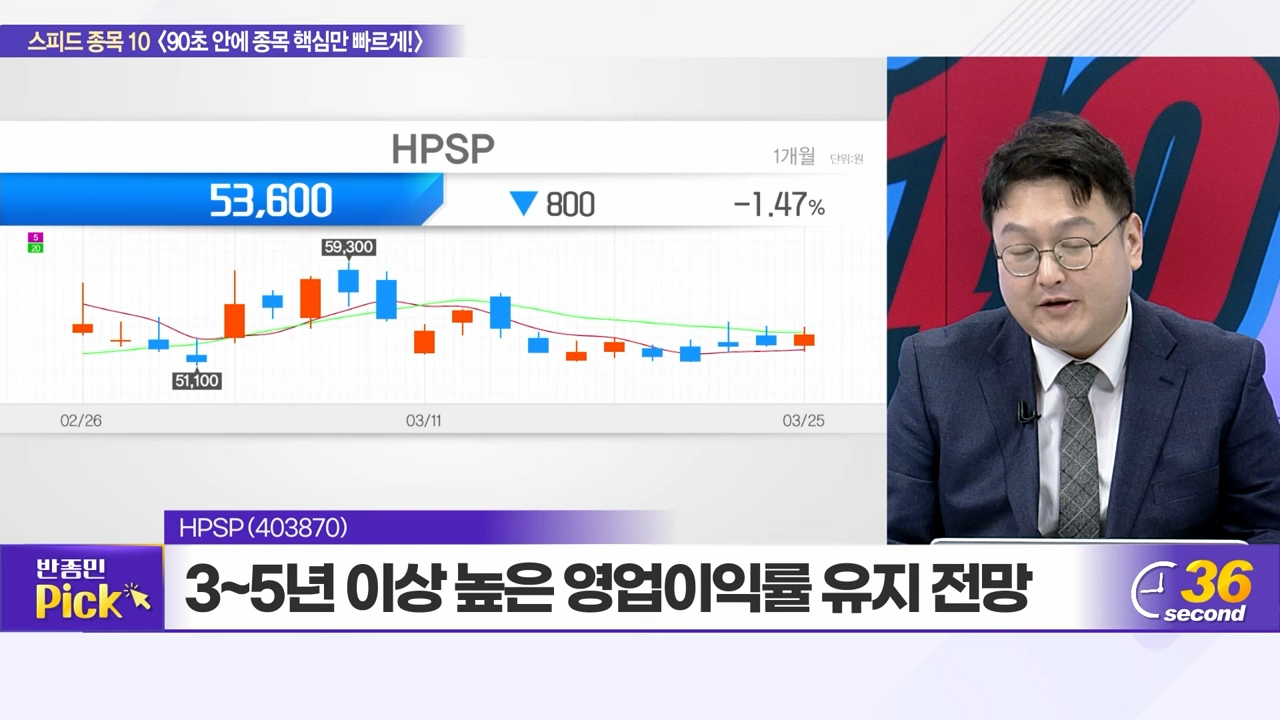 스피드 종목 10 〈90초 안에 종목 핵심만 빠르게!〉
HPSP
1개월 단위:원
53,600 ▼ 800 -1.47%
5
20
59,300
51,100
02/26 03/11 03/25
HPSP(403870)
반종민
Pick
3~5년 이상 높은 영업이익률 유지 전망
36
second
10